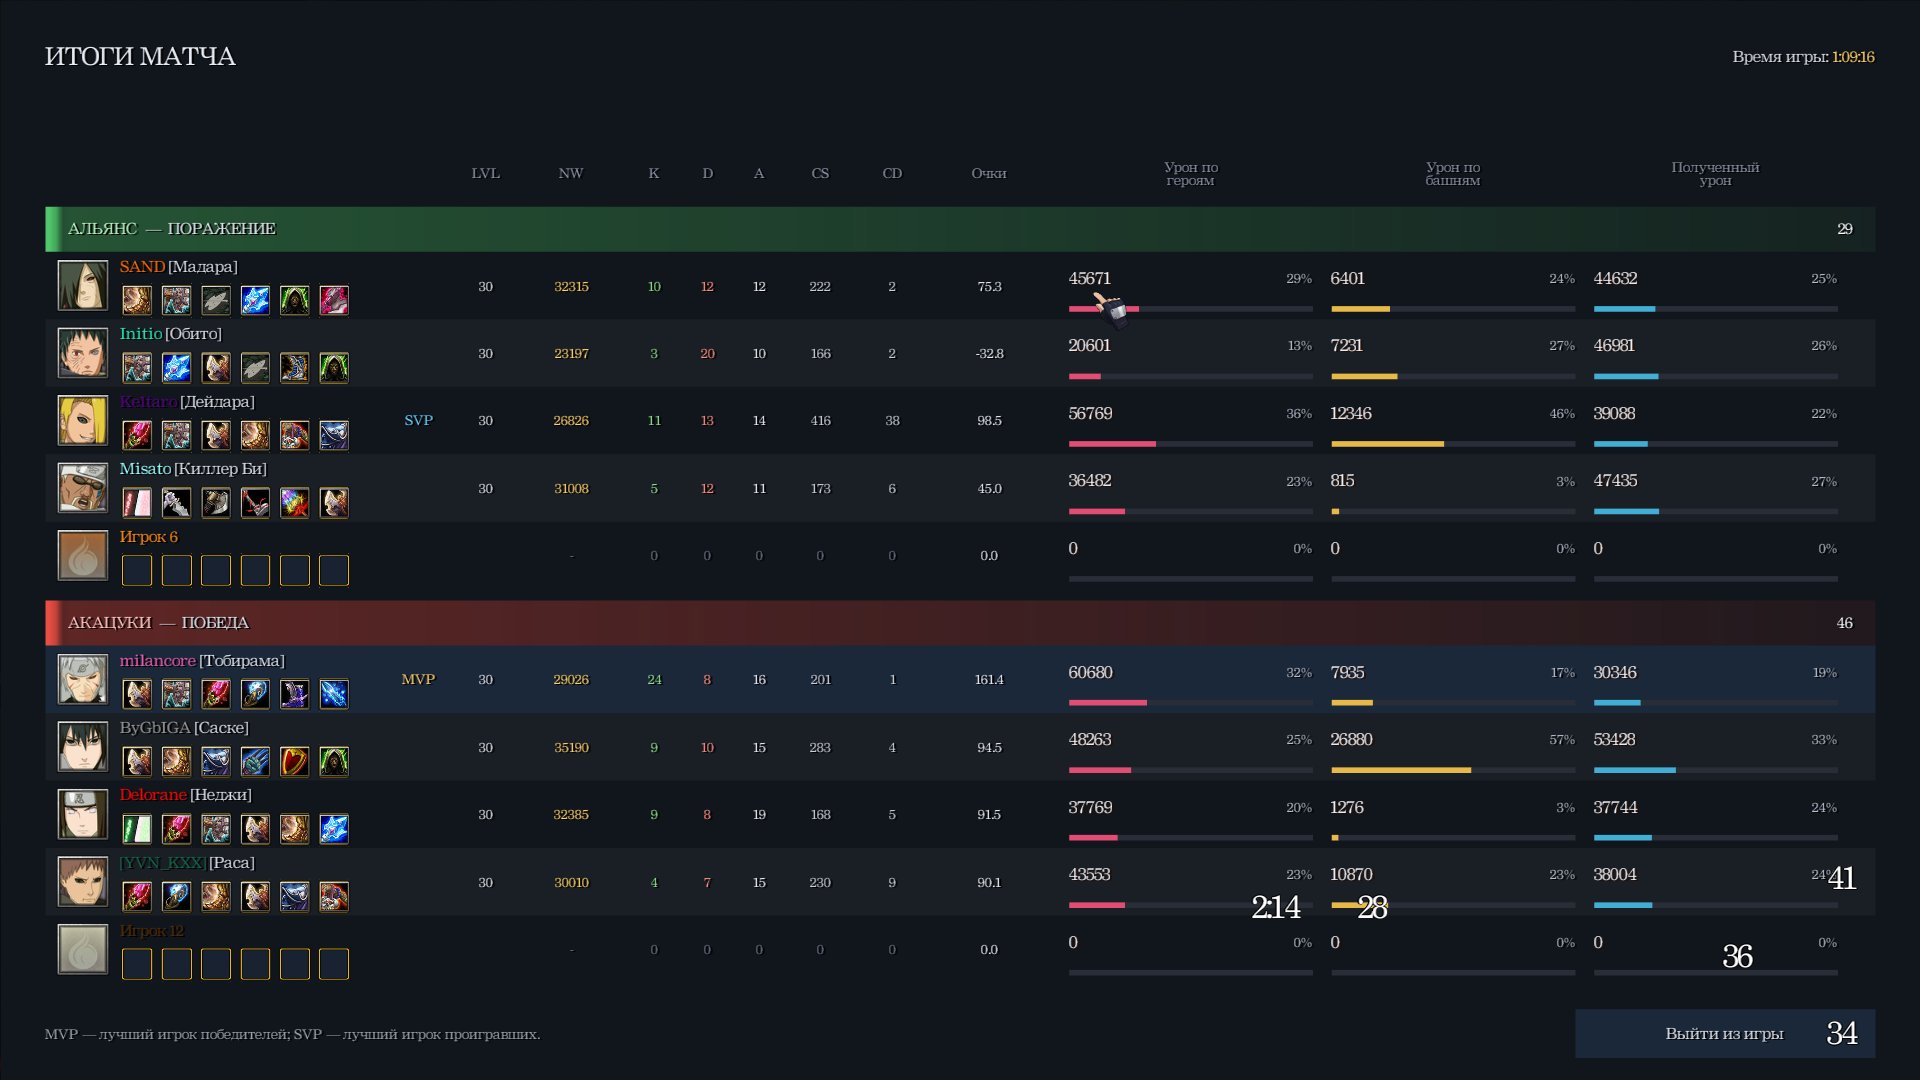 ИТОГИ МАТЧА
Время игры: 1:09:16
LVL NW K D A CS CD Очки Урон по героям Урон по башням Полученный урон
АЛЬЯНС — ПОРАЖЕНИЕ 29
SAND [Мадара] 30 32315 10 12 12 222 2 75.3 45671 29% 6401 24% 44632 25%
Initio [Обито] 30 23197 3 20 10 166 2 -32.8 20601 13% 7231 27% 46981 26%
Keltaro [Дейдара] SVP 30 26826 11 13 14 416 38 98.5 56769 36% 12346 46% 39088 22%
Misato [Киллер Би] 30 31008 5 12 11 173 6 45.0 36482 23% 815 3% 47435 27%
Игрок 6 - 0 0 0 0 0 0.0 0 0% 0 0% 0 0%
АКАЦУКИ — ПОБЕДА 46
milancore [Тобирама] MVP 30 29026 24 8 16 201 1 161.4 60680 32% 7935 17% 30346 19%
ByGbIGA [Саске] 30 35190 9 10 15 283 4 94.5 48263 25% 26880 57% 53428 33%
Delorane [Неджи] 30 32385 9 8 19 168 5 91.5 37769 20% 1276 3% 37744 24%
[YVN_KXX] [Раса] 30 30010 4 7 15 230 9 90.1 43553 23% 10870 23% 38004 24%
41
2:14 28
Игрок 12 - 0 0 0 0 0 0.0 0 0% 0 0% 0 0%
36
MVP — лучший игрок победителей; SVP — лучший игрок проигравших.
Выйти из игры 34